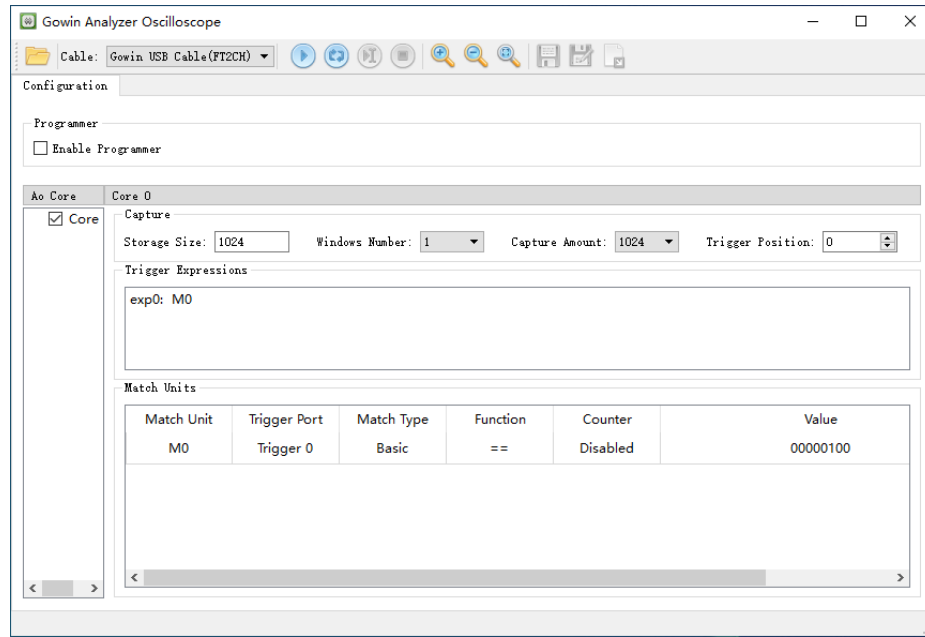 Gowin Analyzer Oscilloscope
Cable: Gowin USB Cable(FT2CH)
Configuration
Programmer
Enable Programmer
Ao Core Core 0
Core
Capture
Storage Size: 1024 Windows Number: 1 Capture Amount: 1024 Trigger Position: 0
Trigger Expressions
exp0: M0
Match Units
Match Unit Trigger Port Match Type Function Counter Value
M0 Trigger 0 Basic == Disabled 00000100